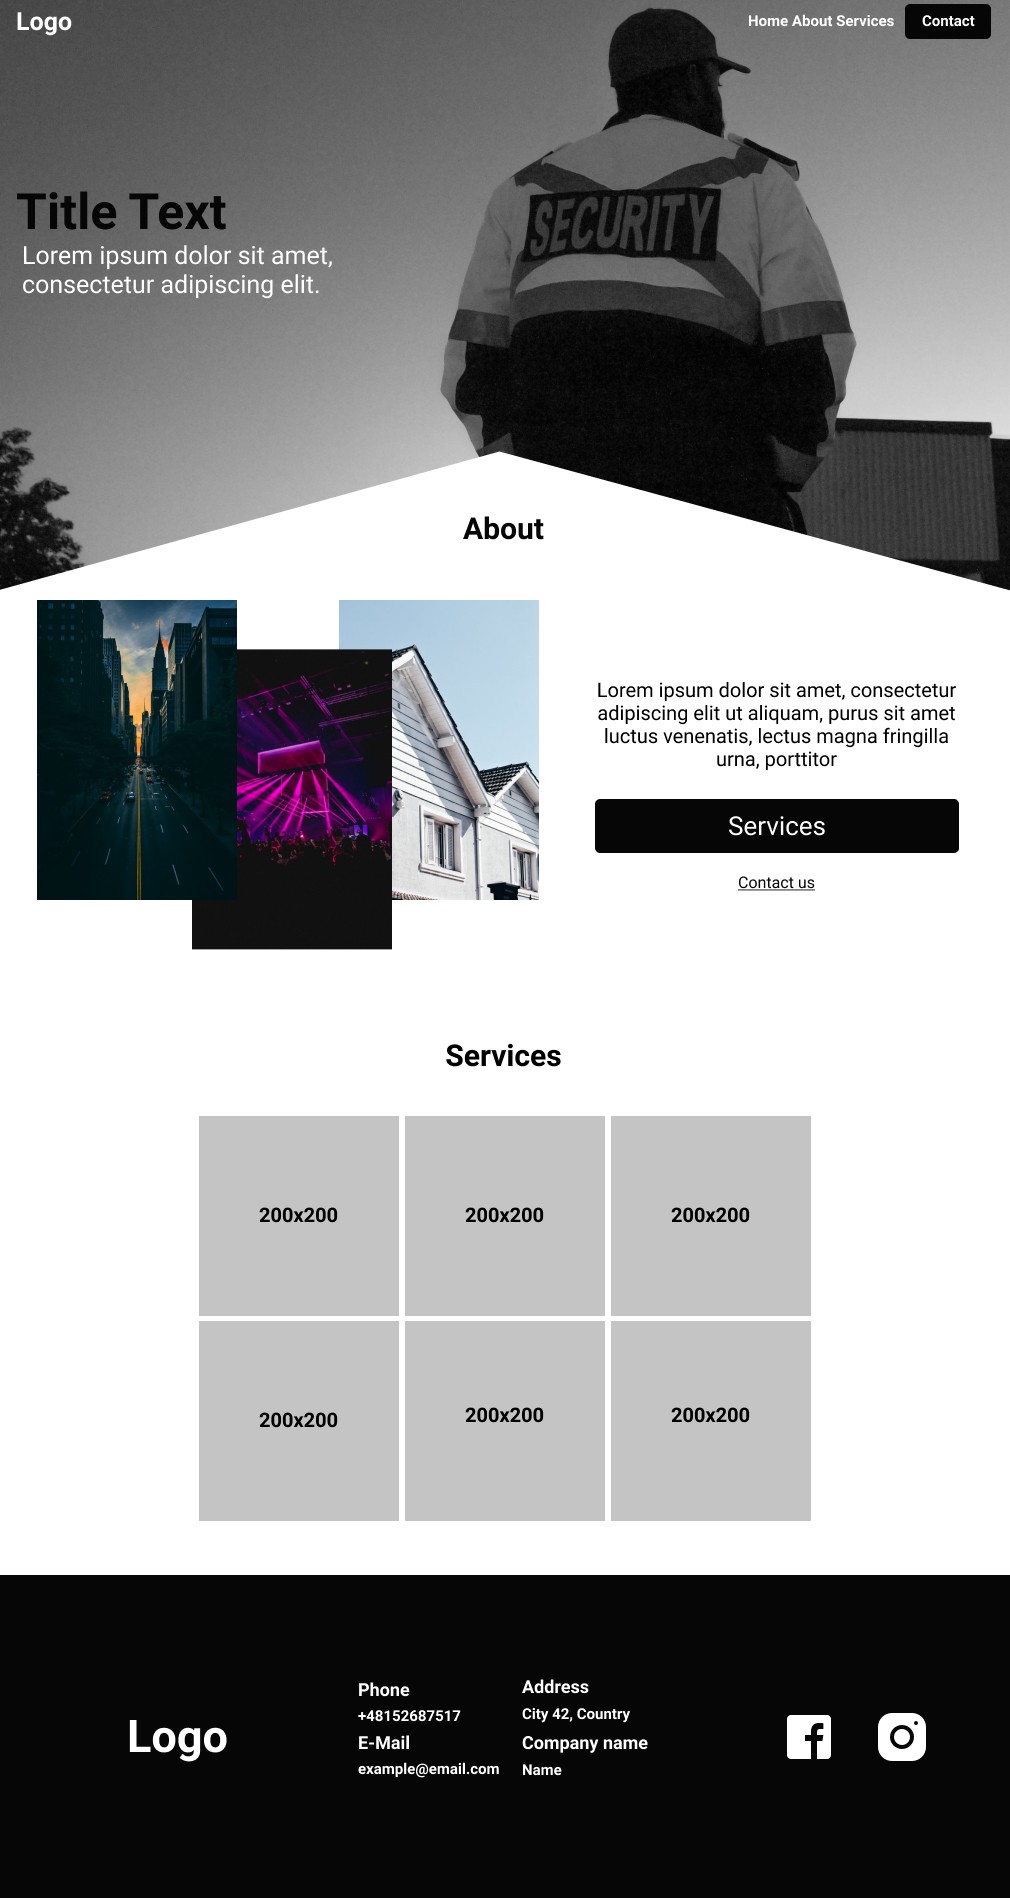 Logo
Home About Services
Contact
SECURITY
Title Text
Lorem ipsum dolor sit amet,
consectetur adipiscing elit.
About
Lorem ipsum dolor sit amet, consectetur
adipiscing elit ut aliquam, purus sit amet
luctus venenatis, lectus magna fringilla
urna, porttitor
Services
Contact us
Services
200x200
200x200
200x200
200x200
200x200
200x200
Logo
Phone
+48152687517
E-Mail
example@email.com
Address
City 42, Country
Company name
Name